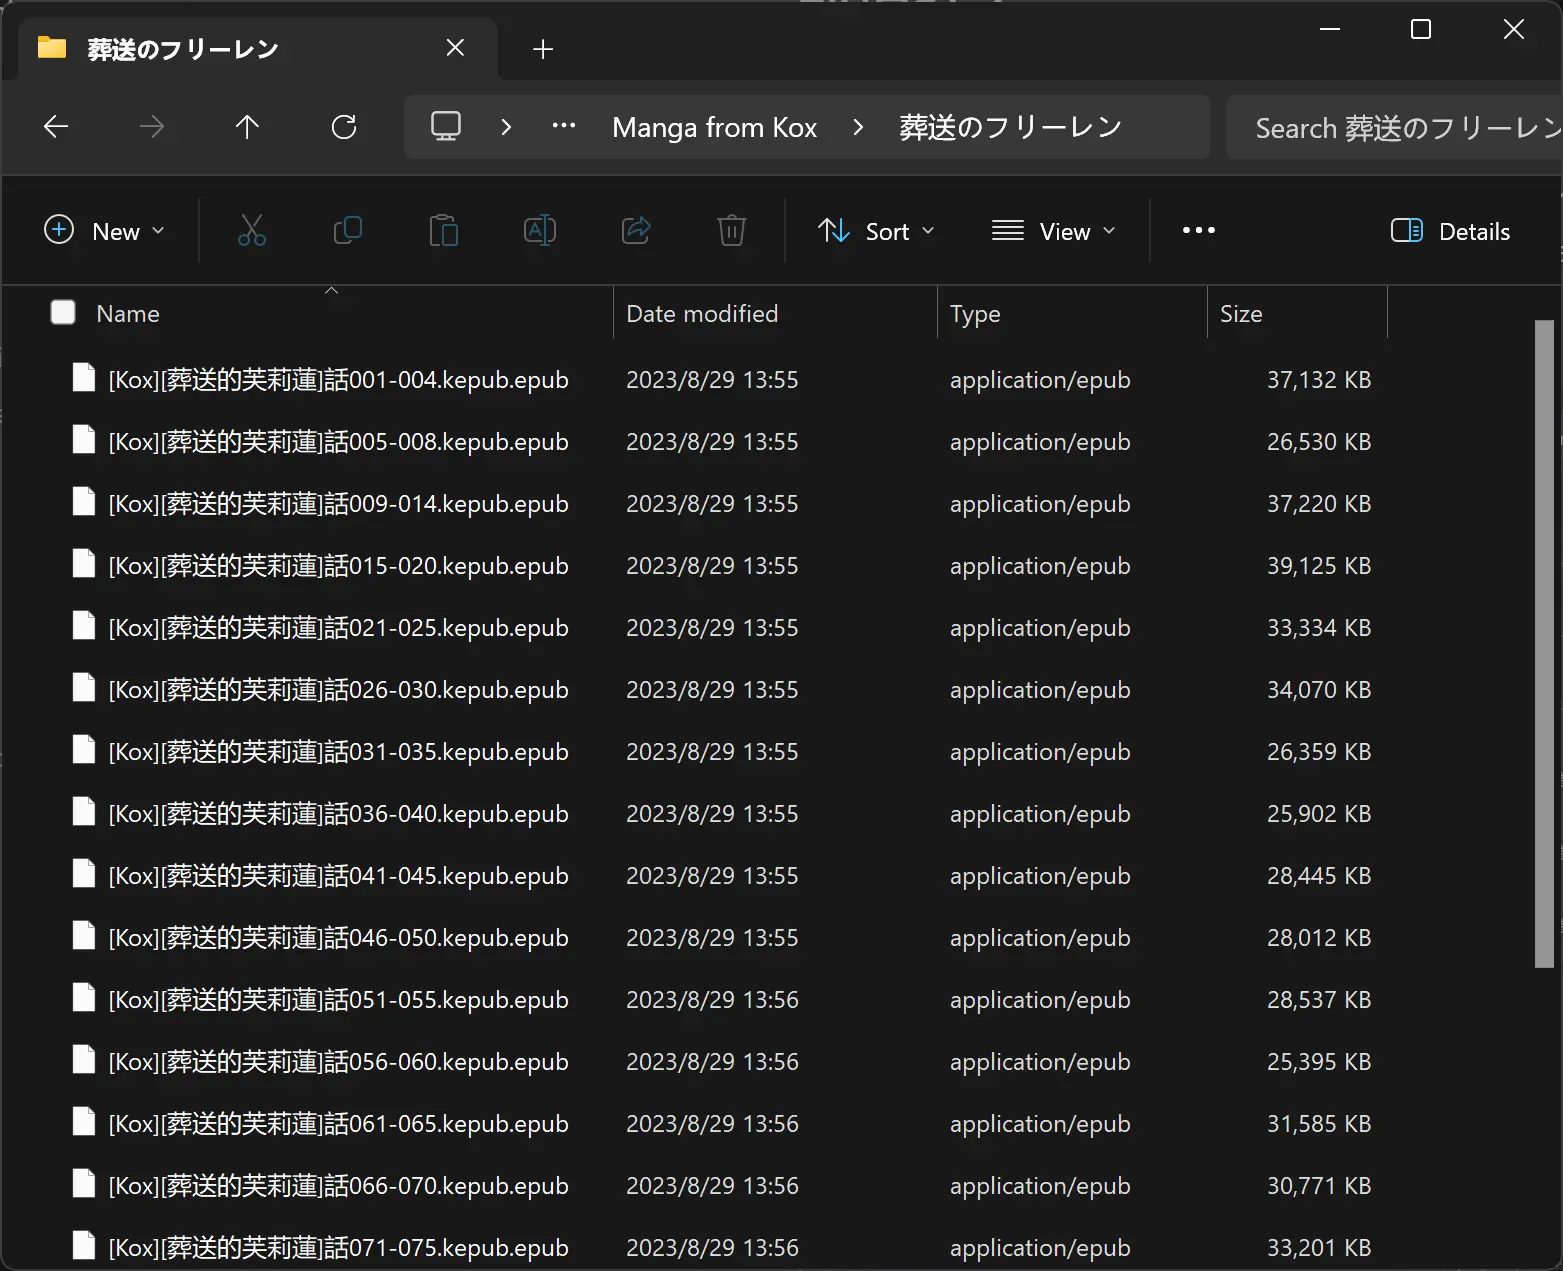 葬送のフリーレン
Manga from Kox
葬送のフリーレン
Search 葬送のフリーレン
New
Sort
View
Details
Name Date modified Type Size
[Kox][葬送的芙莉蓮]話001-004.kepub.epub 2023/8/29 13:55 application/epub 37,132 KB
[Kox][葬送的芙莉蓮]話005-008.kepub.epub 2023/8/29 13:55 application/epub 26,530 KB
[Kox][葬送的芙莉蓮]話009-014.kepub.epub 2023/8/29 13:55 application/epub 37,220 KB
[Kox][葬送的芙莉蓮]話015-020.kepub.epub 2023/8/29 13:55 application/epub 39,125 KB
[Kox][葬送的芙莉蓮]話021-025.kepub.epub 2023/8/29 13:55 application/epub 33,334 KB
[Kox][葬送的芙莉蓮]話026-030.kepub.epub 2023/8/29 13:55 application/epub 34,070 KB
[Kox][葬送的芙莉蓮]話031-035.kepub.epub 2023/8/29 13:55 application/epub 26,359 KB
[Kox][葬送的芙莉蓮]話036-040.kepub.epub 2023/8/29 13:55 application/epub 25,902 KB
[Kox][葬送的芙莉蓮]話041-045.kepub.epub 2023/8/29 13:55 application/epub 28,445 KB
[Kox][葬送的芙莉蓮]話046-050.kepub.epub 2023/8/29 13:55 application/epub 28,012 KB
[Kox][葬送的芙莉蓮]話051-055.kepub.epub 2023/8/29 13:56 application/epub 28,537 KB
[Kox][葬送的芙莉蓮]話056-060.kepub.epub 2023/8/29 13:56 application/epub 25,395 KB
[Kox][葬送的芙莉蓮]話061-065.kepub.epub 2023/8/29 13:56 application/epub 31,585 KB
[Kox][葬送的芙莉蓮]話066-070.kepub.epub 2023/8/29 13:56 application/epub 30,771 KB
[Kox][葬送的芙莉蓮]話071-075.kepub.epub 2023/8/29 13:56 application/epub 33,201 KB